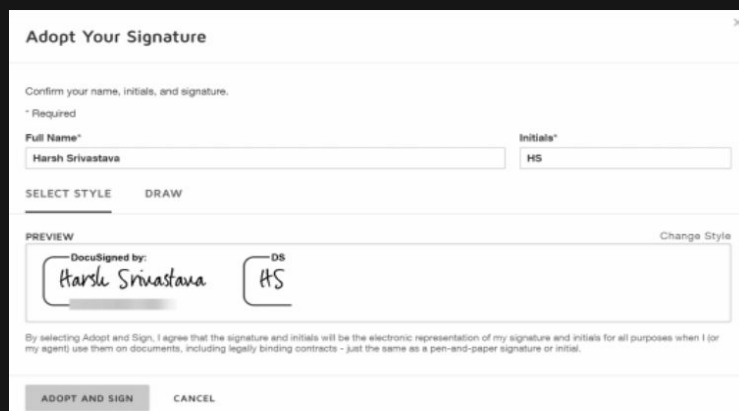 Adopt Your Signature
Confirm your name, initials, and signature.
* Required
Full Name* Initials*
Harsh Srivastava HS
SELECT STYLE DRAW
PREVIEW Change Style
DocuSigned by: DS
Harsh Srivastava HS
By selecting Adopt and Sign, I agree that the signature and initials will be the electronic representation of my signature and initials for all purposes when I (or
my agent) use them on documents, including legally binding contracts - just the same as a pen-and-paper signature or initial.
ADOPT AND SIGN CANCEL